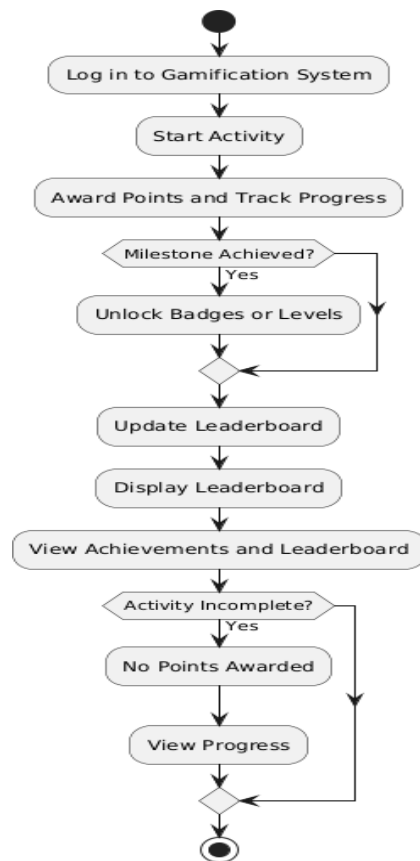 Log in to Gamification System
Start Activity
Award Points and Track Progress
Milestone Achieved?
Yes
Unlock Badges or Levels
Update Leaderboard
Display Leaderboard
View Achievements and Leaderboard
Activity Incomplete?
Yes
No Points Awarded
View Progress